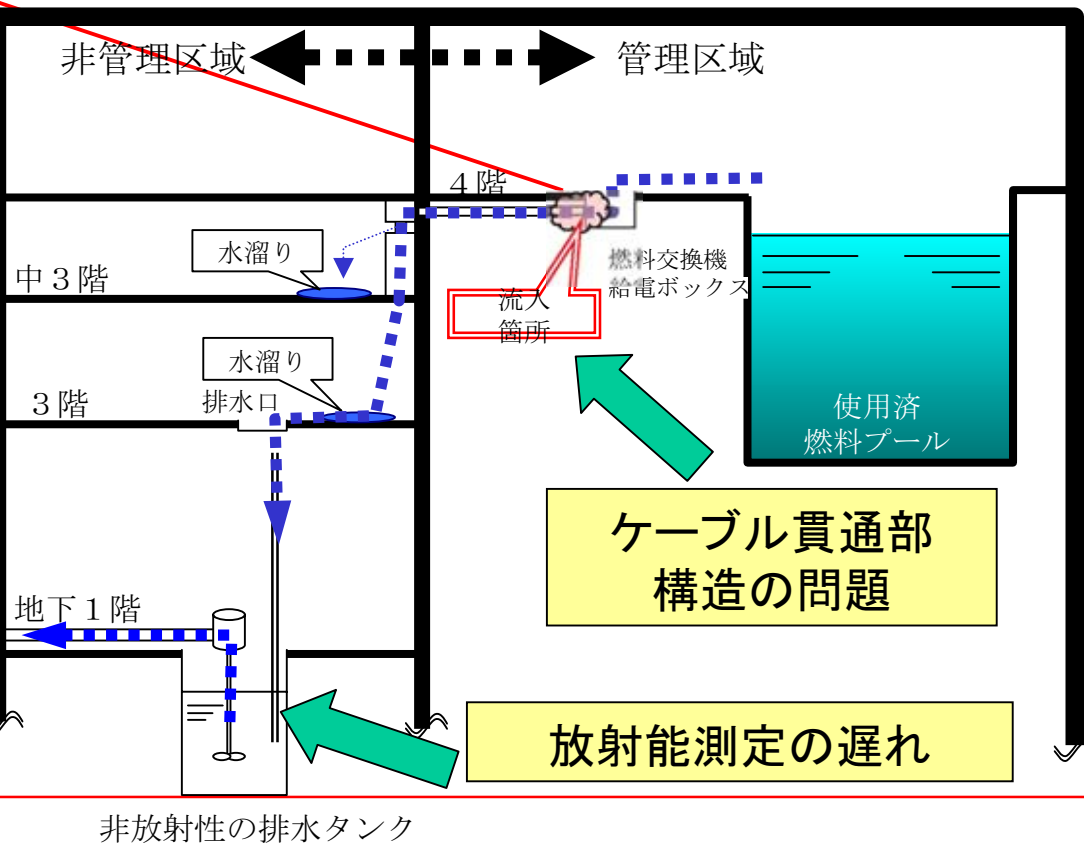 非管理区域
管理区域
４階
水溜り
中３階
燃料交換機
給電ボックス
流入
箇所
水溜り
３階
排水口
使用済
燃料プール
ケーブル貫通部
構造の問題
地下１階
放射能測定の遅れ
非放射性の排水タンク